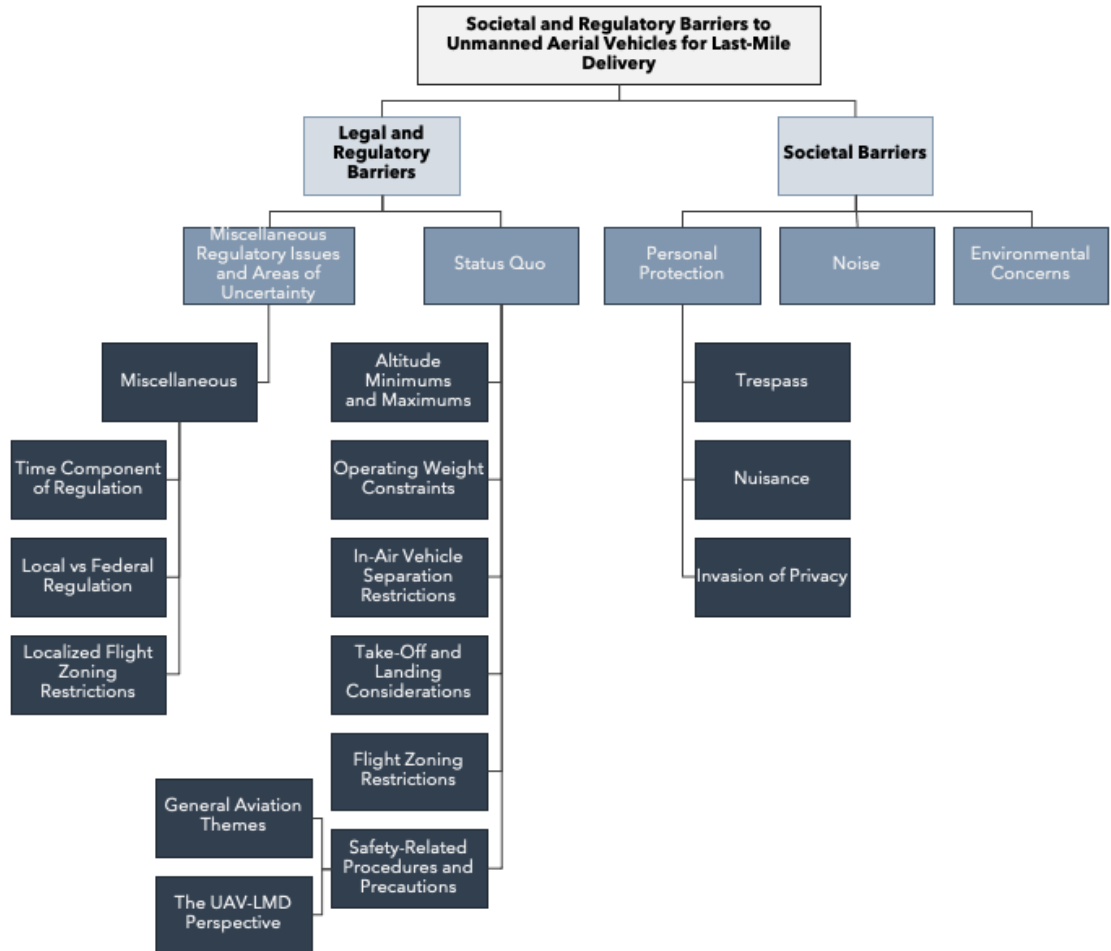 Societal and Regulatory Barriers to
Unmanned Aerial Vehicles for Last-Mile
Delivery
Legal and
Regulatory
Barriers
Societal Barriers
Miscellaneous
Regulatory Issues
and Areas of
Uncertainty
Status Quo
Personal
Protection
Noise
Environmental
Concerns
Miscellaneous
Time Component
of Regulation
Local vs Federal
Regulation
Localized Flight
Zoning
Restrictions
Altitude
Minimums
and Maximums
Operating Weight
Constraints
In-Air Vehicle
Separation
Restrictions
Take-Off and
Landing
Considerations
Flight Zoning
Restrictions
Safety-Related
Procedures and
Precautions
General Aviation
Themes
The UAV-LMD
Perspective
Trespass
Nuisance
Invasion of Privacy